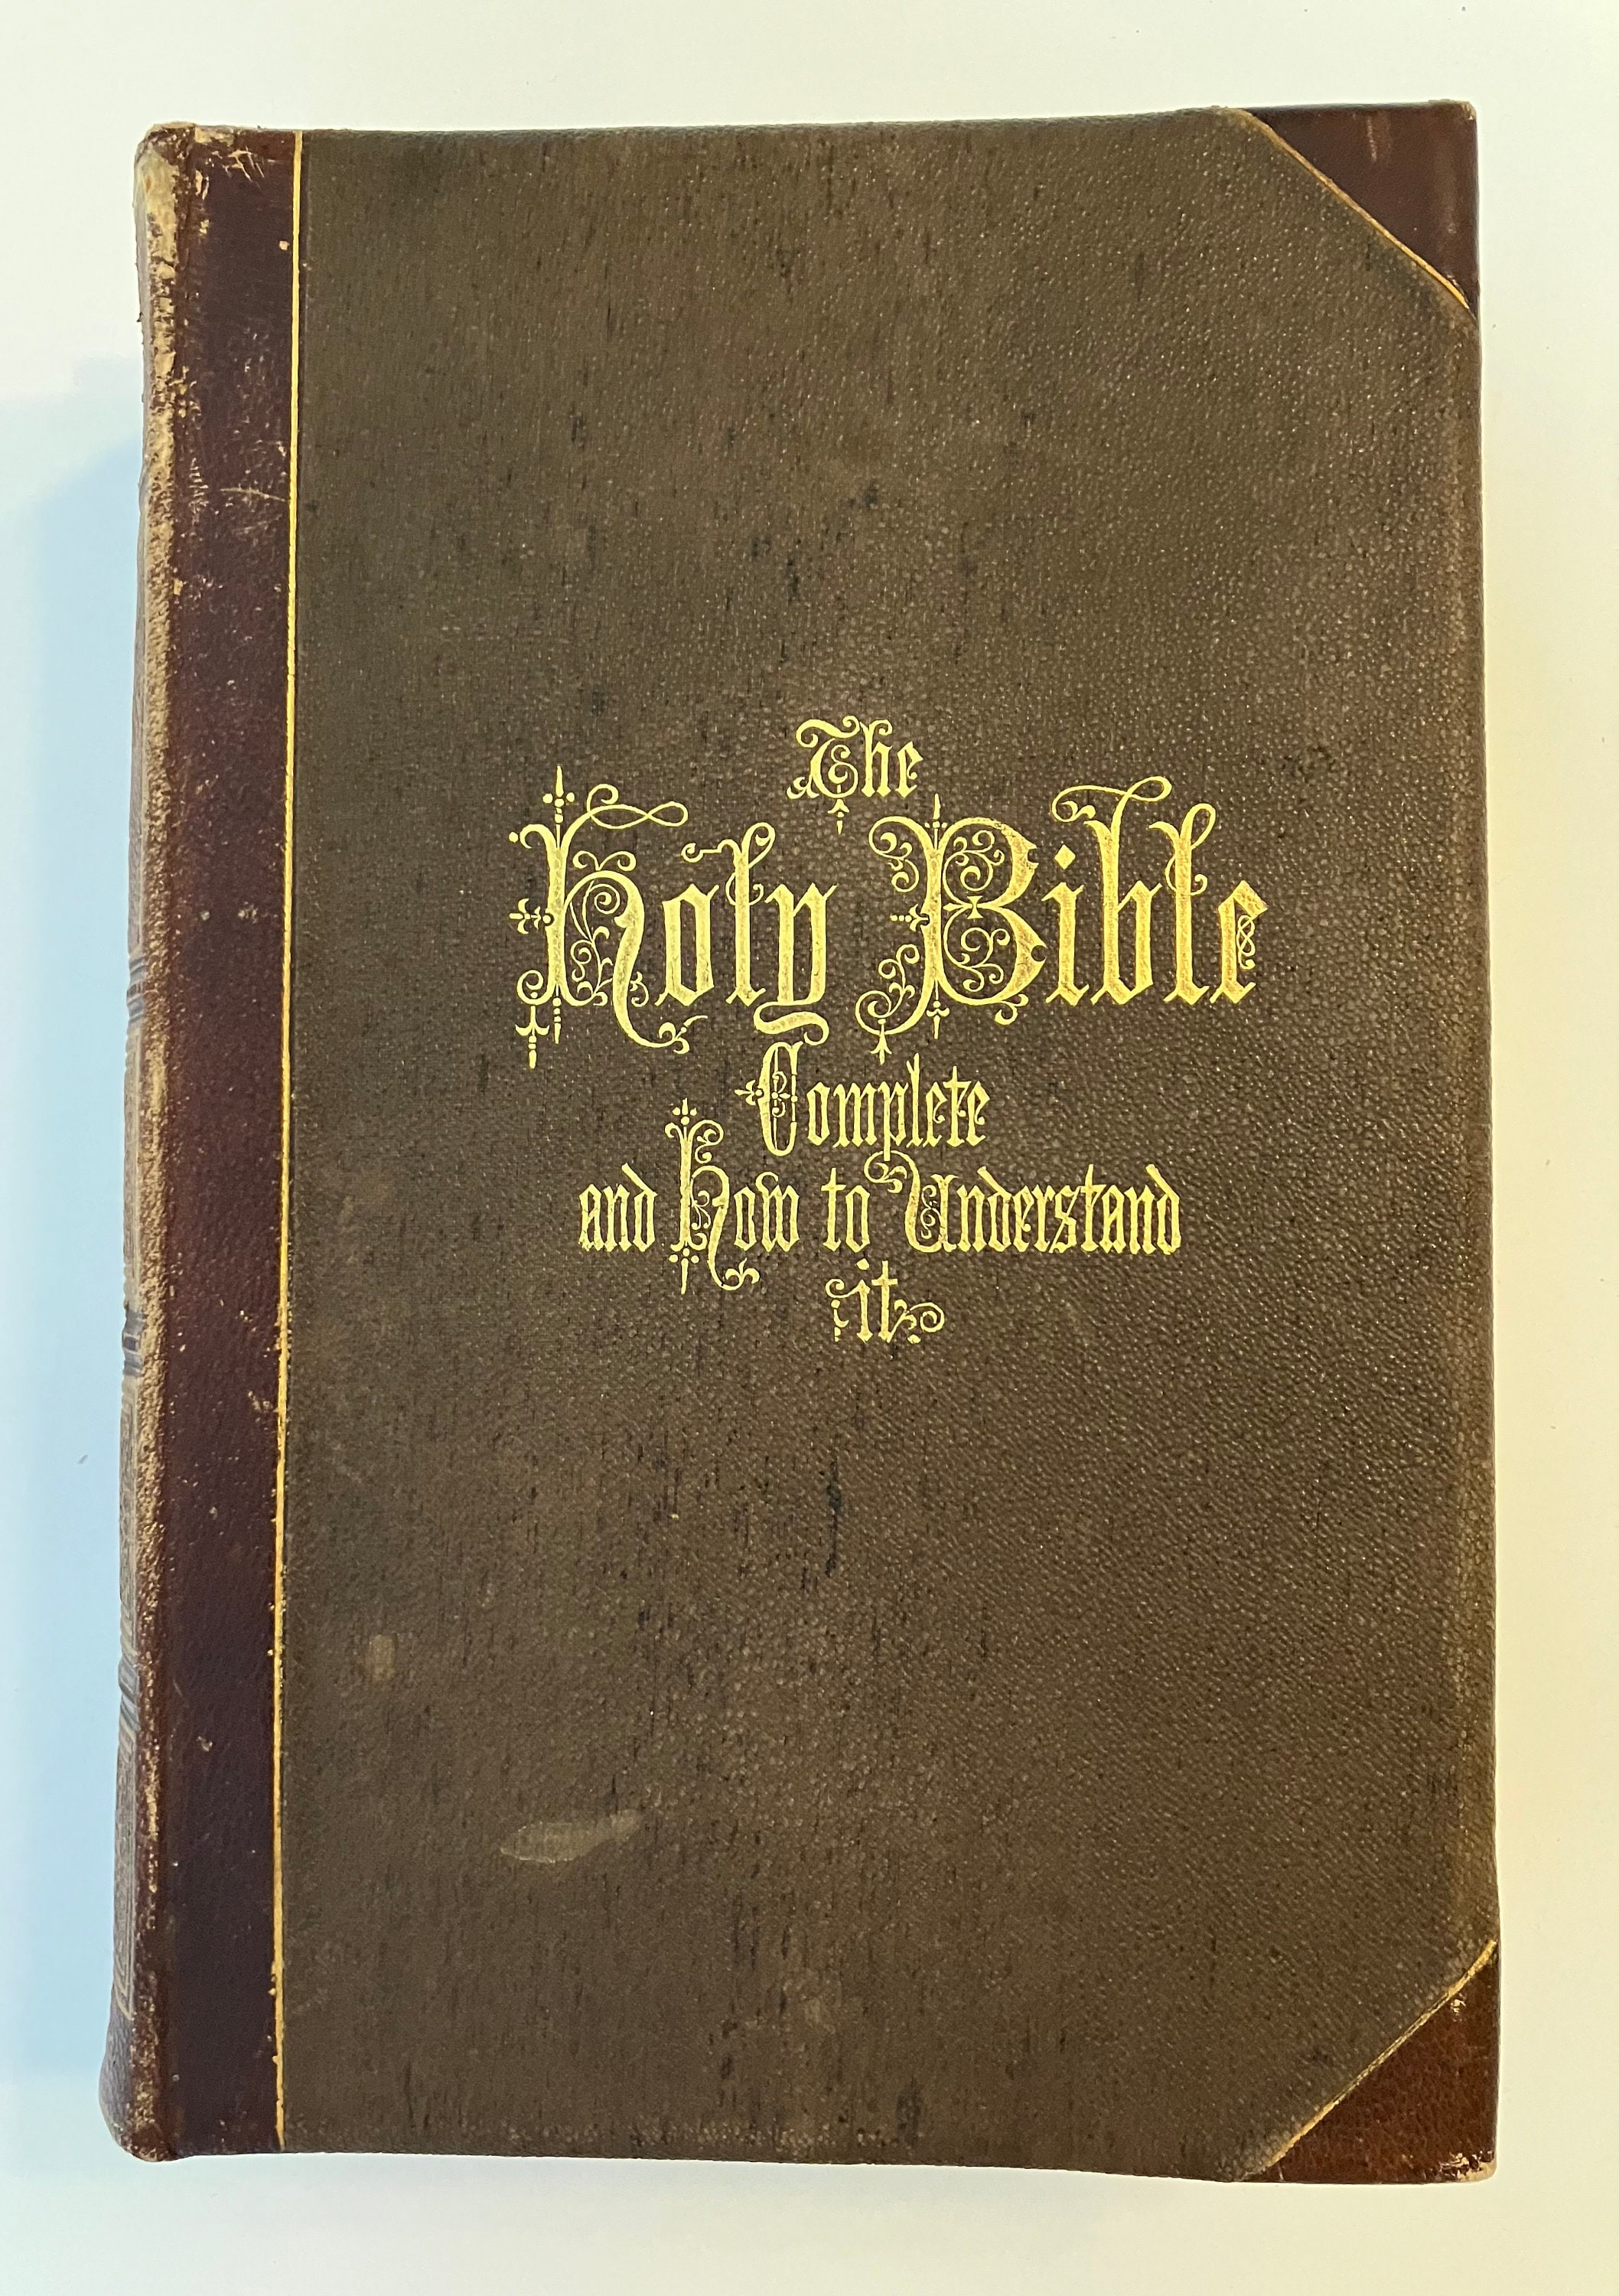 The
Holy Bible
Complete
and How to Understand
it